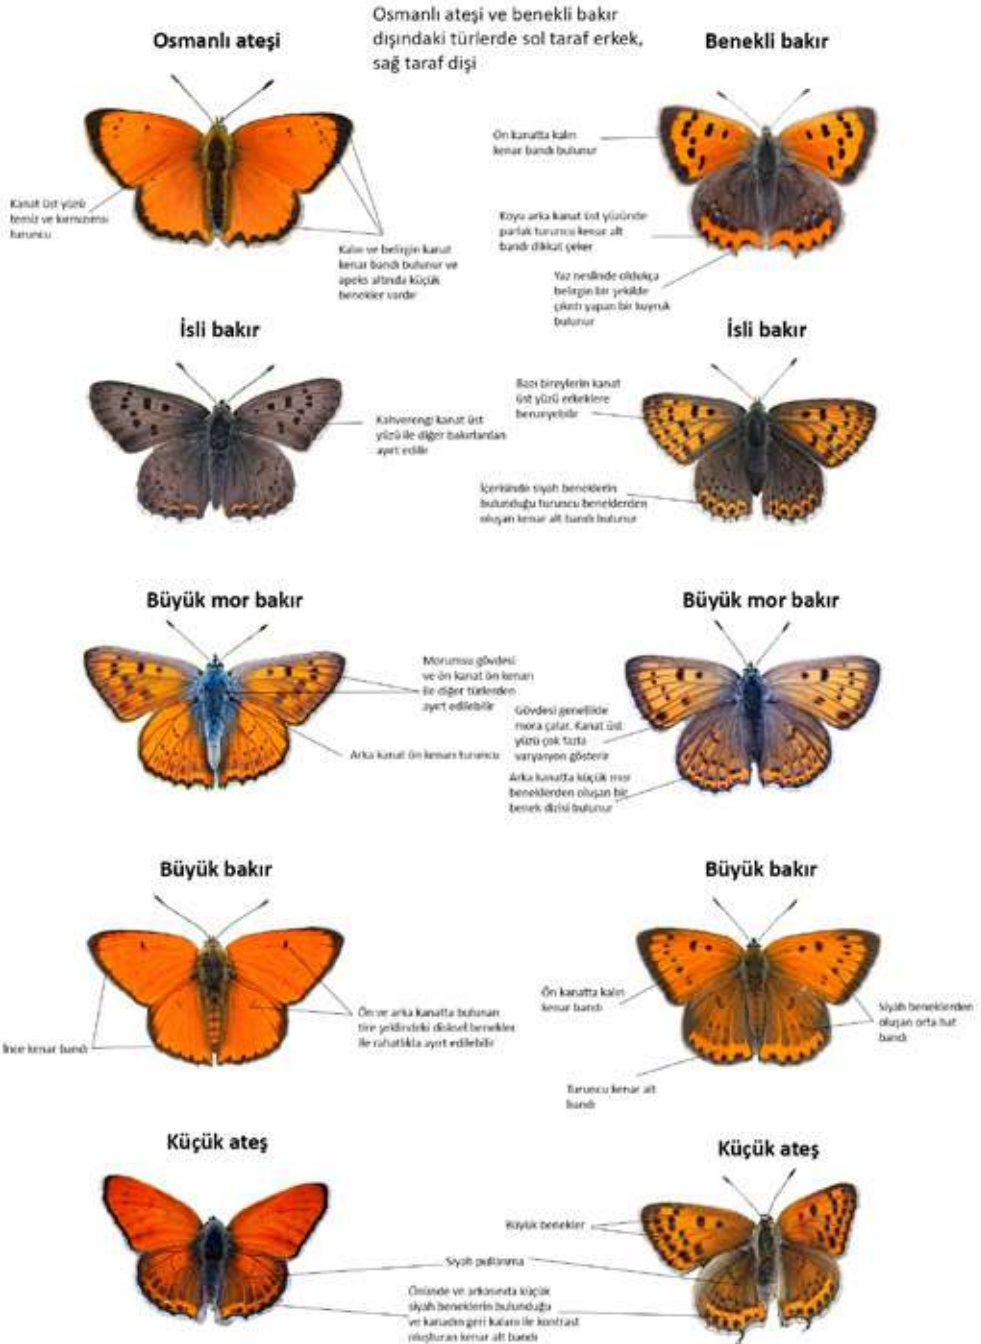 Osmanlı ateşi ve benekli bakır
dışındaki türlerde sol taraf erkek,
sağ taraf dişi
Osmanlı ateşi
Kanat üst yüzü
temiz ve kırmızımsı
turuncu
Kalın ve belirgin kanat
kenar bandı bulunur ve
apeks altında küçük
benekler vardır
Benekli bakır
Ön kanatta kalın
kenar bandı bulunur
Koyu arka kanat üst yüzünde
parlak turuncu kenar alt
bandı dikkat çeker
Yaz neslinde oldukça
belirgin bir şekilde
çıkıntı yapan bir kuyruk
bulunur
İsli bakır
Kahverengi kanat üst
yüzü ile diğer bakırlardan
ayırt edilir
İsli bakır
Bazı bireylerin kanat
üst yüzü erkeklere
benzeyebilir
İçerisinde siyah beneklerin
bulunduğu turuncu beneklerden
oluşan kenar alt bandı bulunur
Büyük mor bakır
Morumsu gövdesi
ve ön kanat ön kenarı
ile diğer türlerden
ayırt edilebilir
Arka kanat ön kenarı turuncu
Büyük mor bakır
Gövdesi genellikle
mora çalar. Kanat üst
yüzü çok fazla
varyasyon gösterir
Arka kanatta küçük mor
beneklerden oluşan bir
benek dizisi bulunur
Büyük bakır
İnce kenar bandı
Ön ve arka kanatta bulunan
tire şeklindeki disksel benekler
ile rahatlıkla ayırt edilebilir
Büyük bakır
Ön kanatta kalın
kenar bandı
Siyah beneklerden
oluşan orta hat
bandı
Turuncu kenar alt
bandı
Küçük ateş
Küçük ateş
Büyük benekler
Siyah pullanma
Önünde ve arkasında küçük
siyah beneklerin bulunduğu
ve kanadın geri kalanı ile kontrast
oluşturan kenar alt bandı